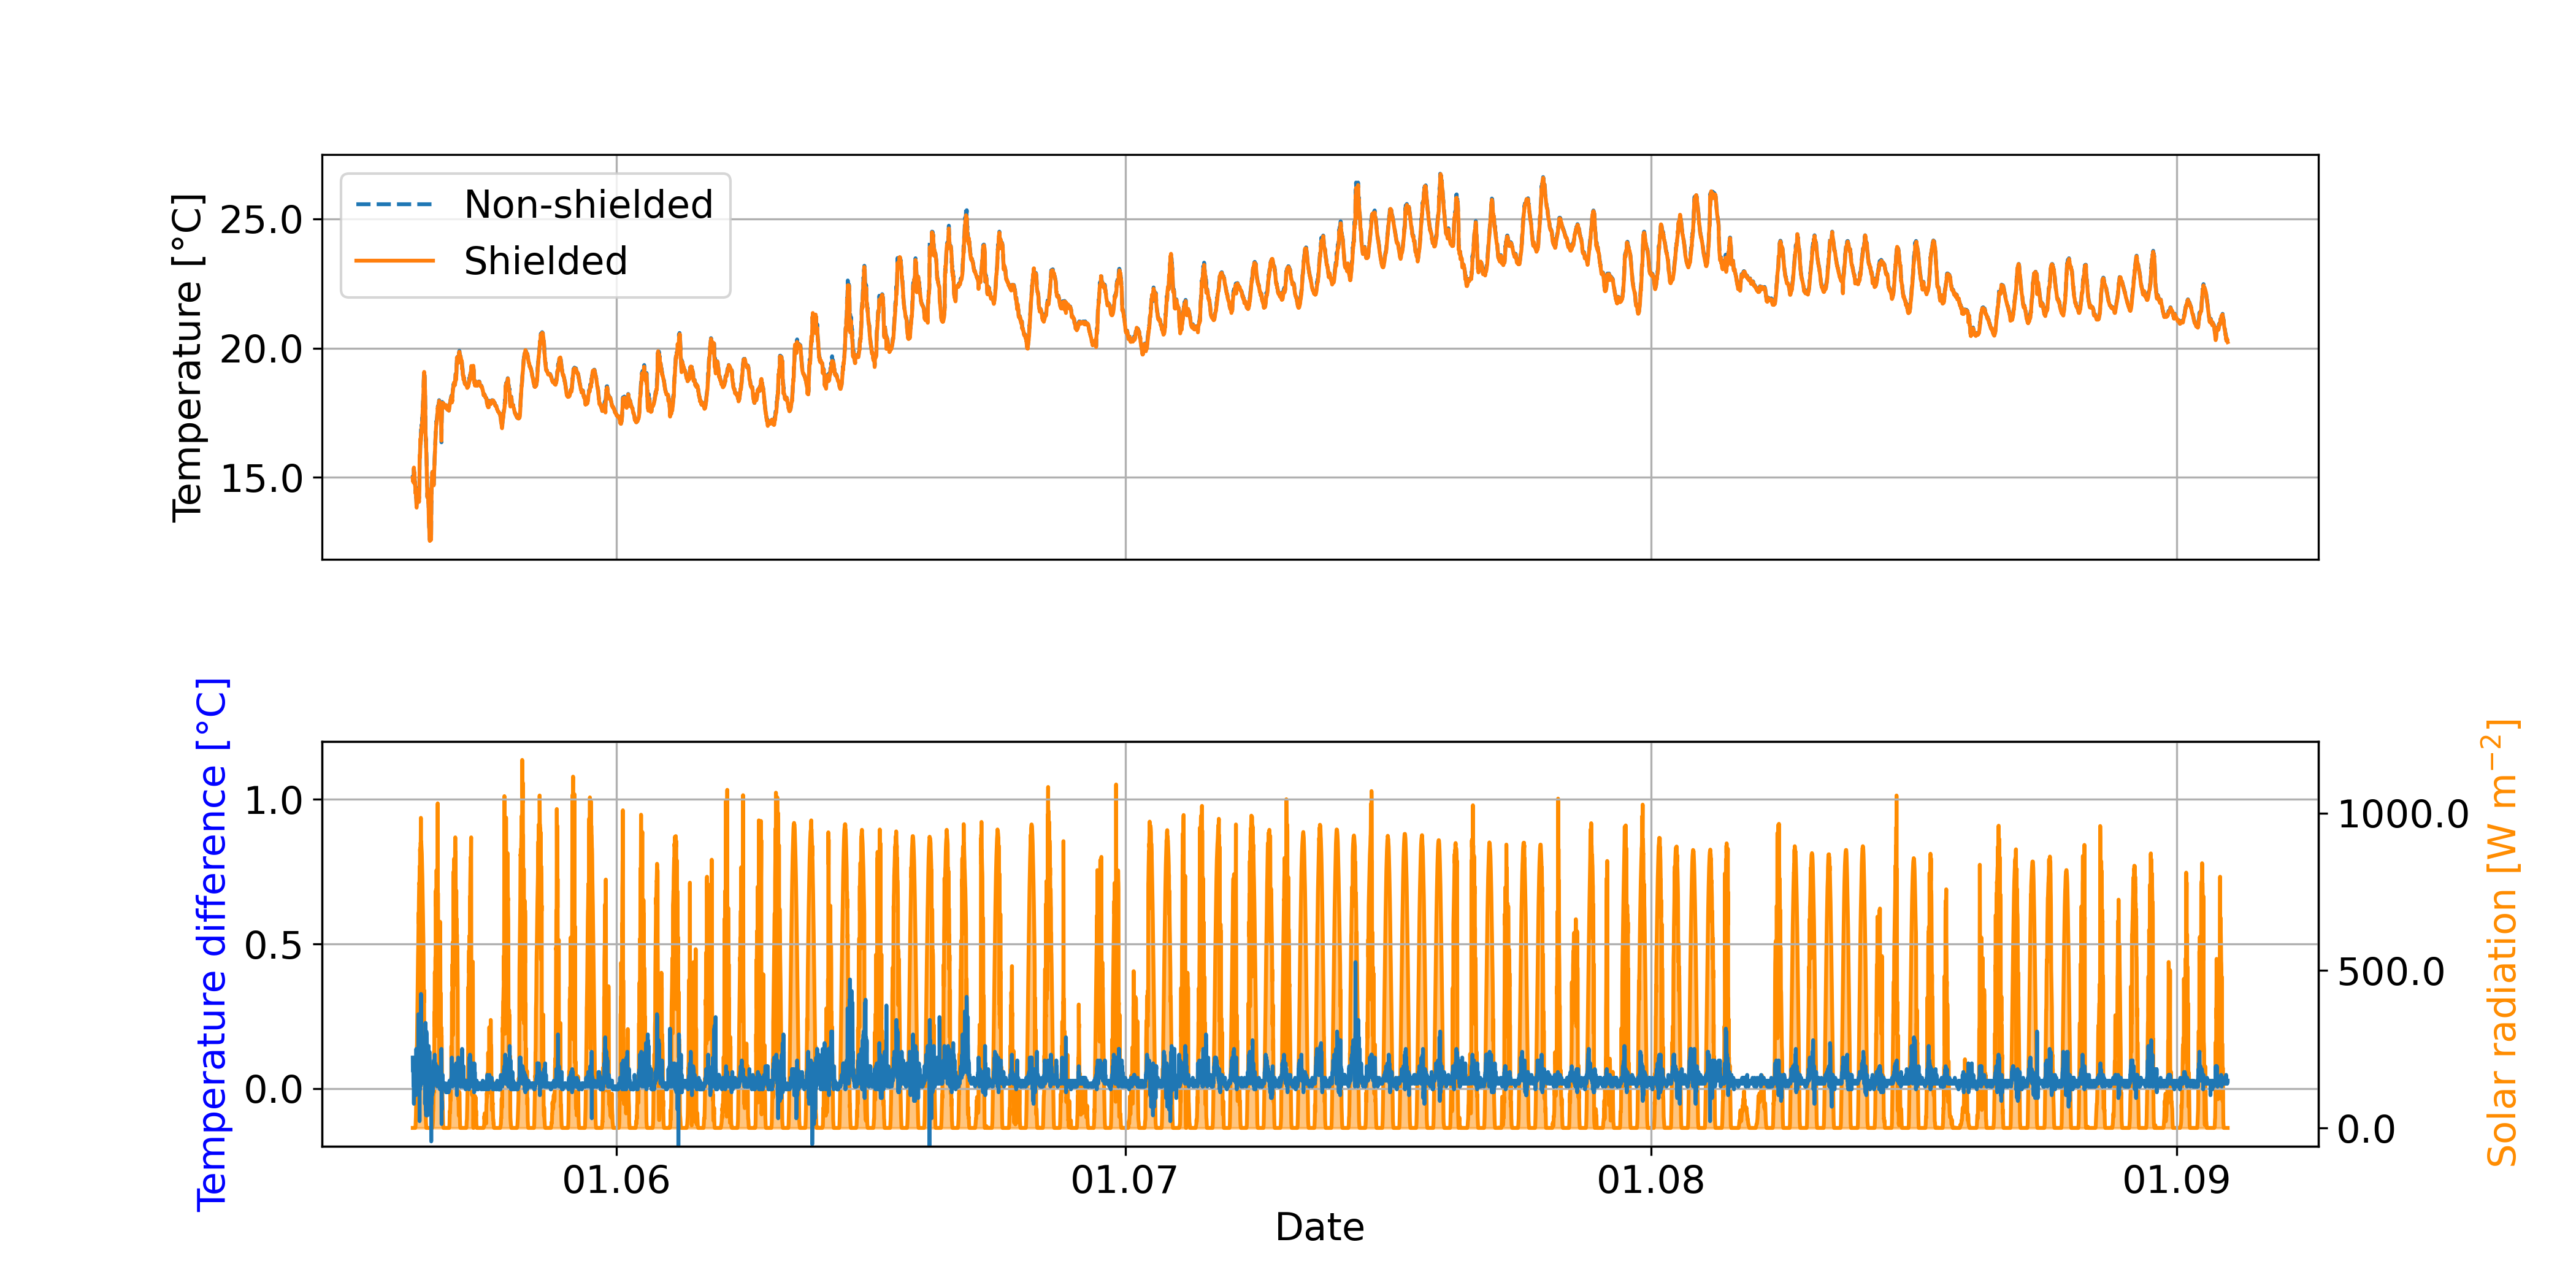 Non-shielded
Shielded
Temperature [°C]
25.0
20.0
15.0
Temperature difference [°C]
1.0
0.5
0.0
1000.0
500.0
0.0
Solar radiation [W m⁻²]
01.06
01.07
01.08
01.09
Date